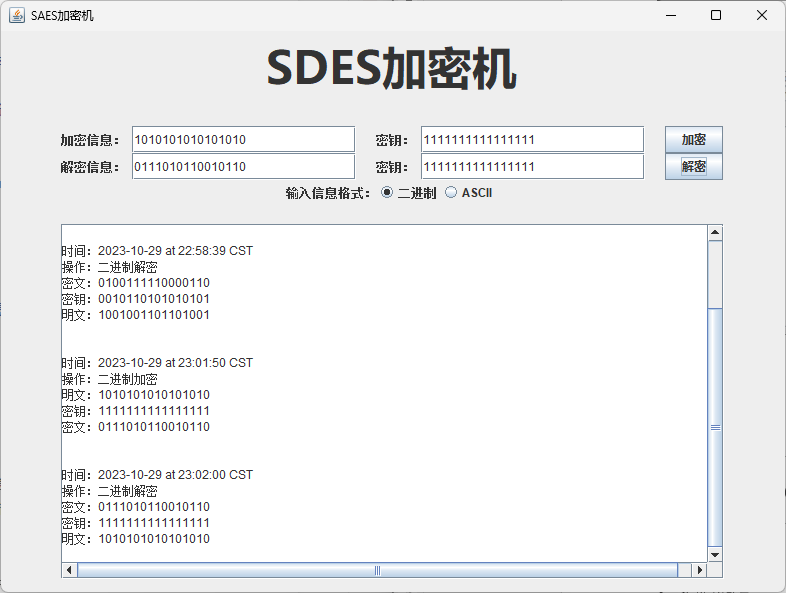 SAES加密机
SDES加密机
加密信息： 1010101010101010 密钥： 1111111111111111 加密
解密信息： 0111010110010110 密钥： 1111111111111111 解密
输入信息格式： 二进制 ASCII
时间：2023-10-29 at 22:58:39 CST
操作：二进制解密
密文：0100111110000110
密钥：0010110101010101
明文：1001001101101001
时间：2023-10-29 at 23:01:50 CST
操作：二进制加密
明文：1010101010101010
密钥：1111111111111111
密文：0111010110010110
时间：2023-10-29 at 23:02:00 CST
操作：二进制解密
密文：0111010110010110
密钥：1111111111111111
明文：1010101010101010